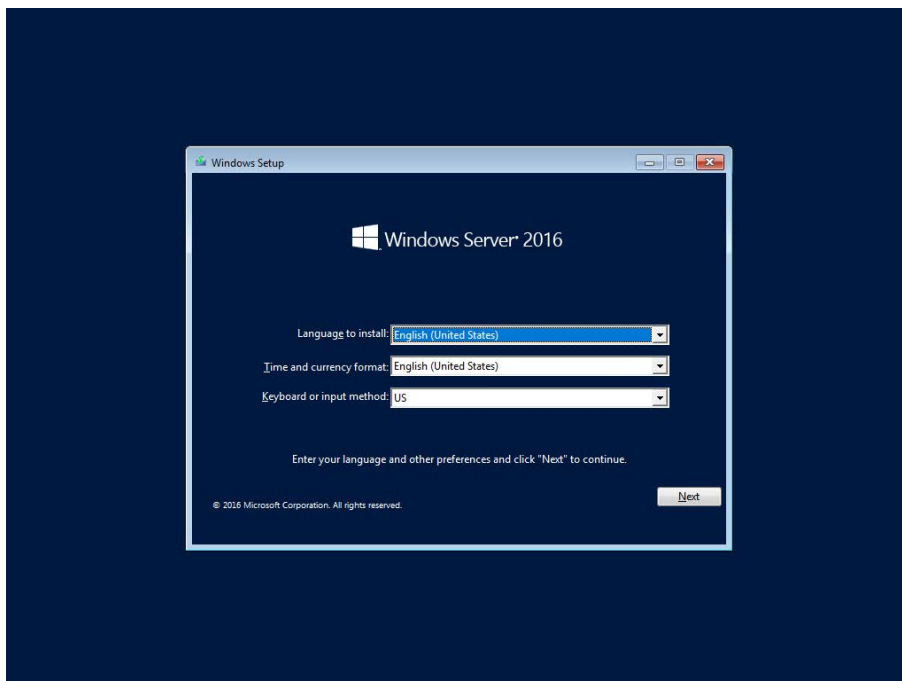 Windows Setup
Windows Server 2016
Language to install: English (United States)
Time and currency format: English (United States)
Keyboard or input method: US
Enter your language and other preferences and click "Next" to continue.
Next
© 2016 Microsoft Corporation. All rights reserved.